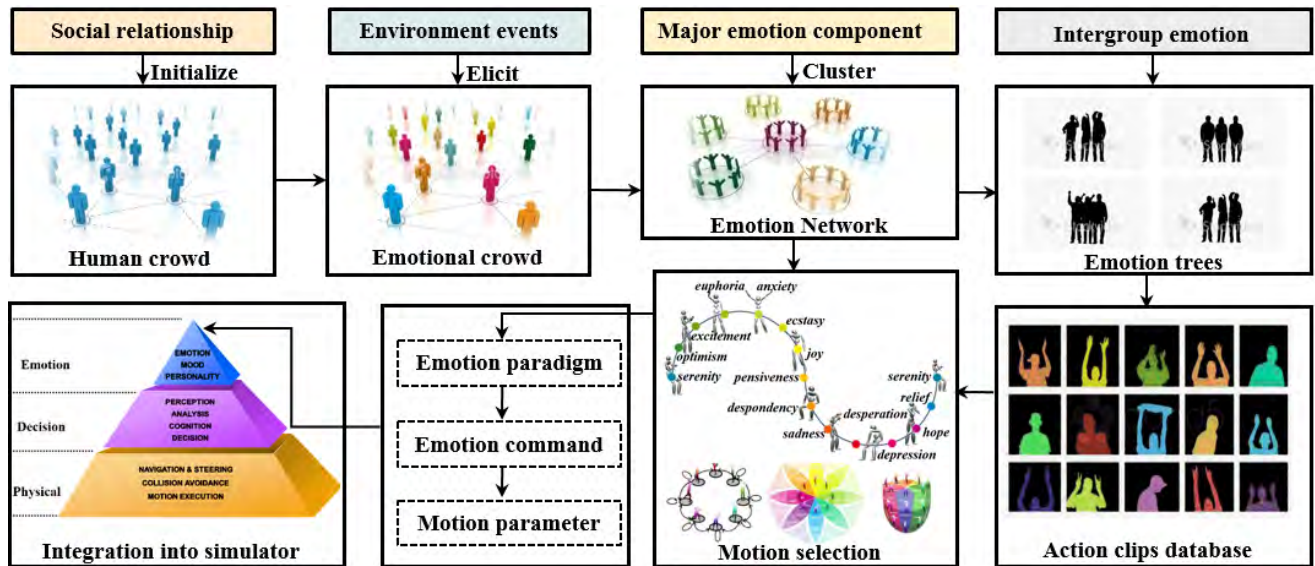 Social relationship
Environment events
Major emotion component
Intergroup emotion
Initialize
Elicit
Cluster
Human crowd
Emotional crowd
Emotion Network
Emotion trees
Emotion
Decision
Physical
EMOTION
MOOD
PERSONALITY
PERCEPTION
ANALYSIS
COGNITION
DECISION
NAVIGATION & STEERING
COLLISION AVOIDANCE
MOTION EXECUTION
Integration into simulator
Emotion paradigm
Emotion command
Motion parameter
euphoria
anxiety
excitement
ecstasy
optimism
joy
serenity
pensiveness
serenity
despondency
relief
desperation
sadness
hope
depression
Motion selection
Action clips database